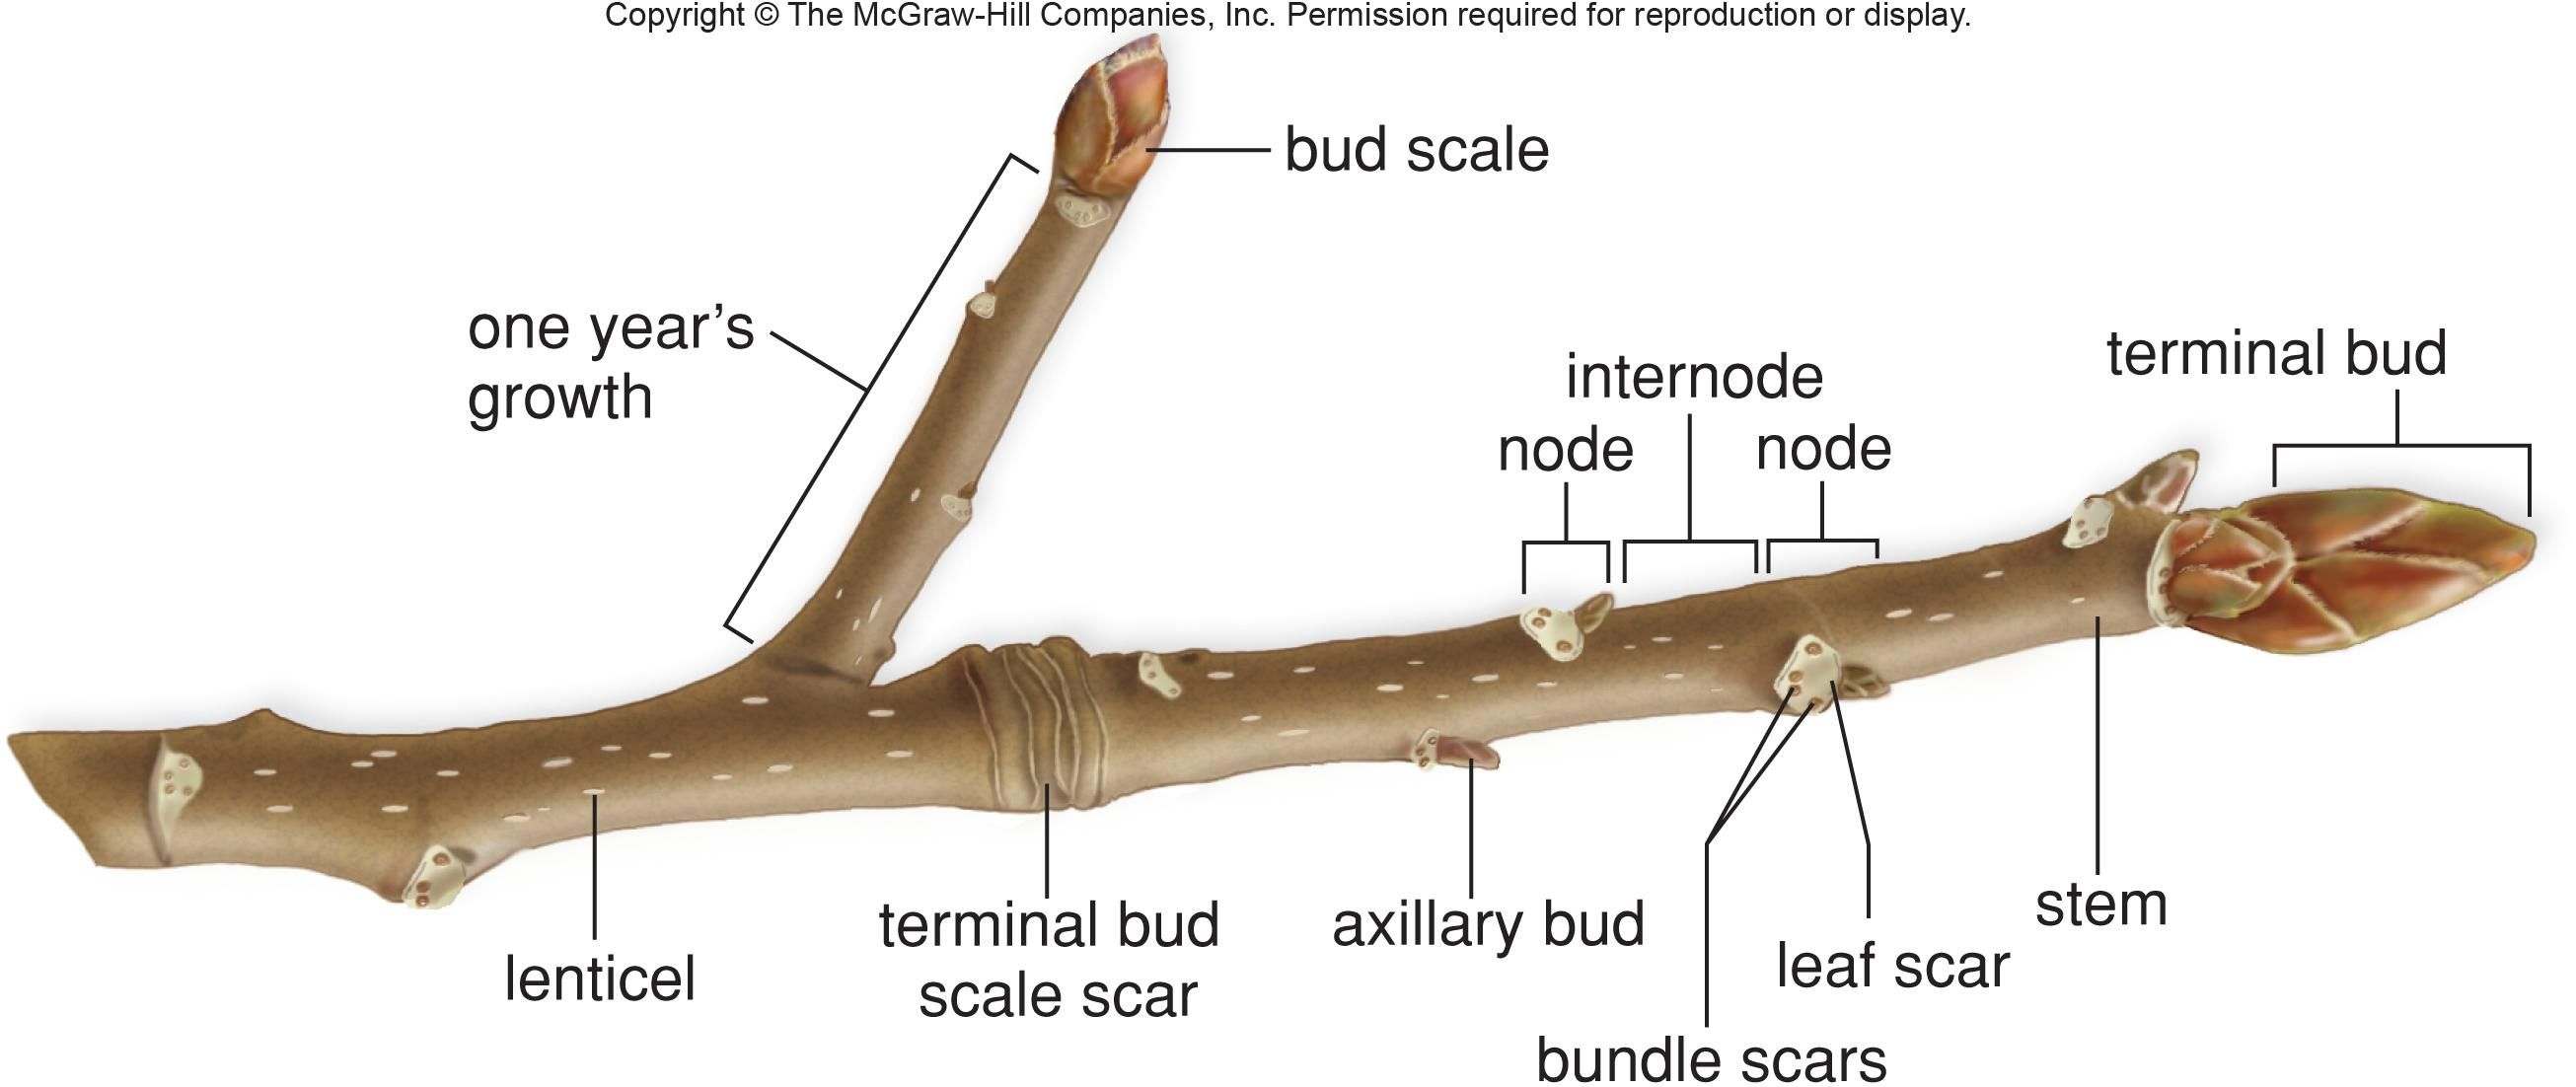 Copyright © The McGraw-Hill Companies, Inc. Permission required for reproduction or display.
bud scale
one year’s
growth
internode
node
node
terminal bud
lenticel
terminal bud
scale scar
axillary bud
bundle scars
leaf scar
stem